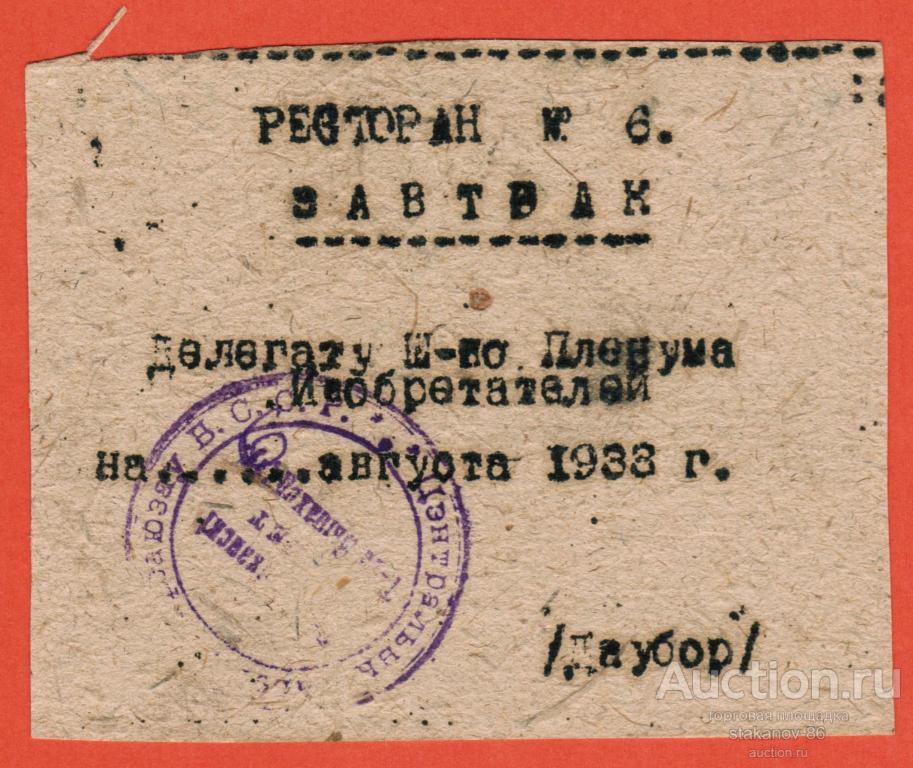 РЕСТОРАН № 6.
ЗАВТРАК
Делегату Ш-го Пленума
Изобретателей
на......августа 1933 г.
/Даубор/
В. С. С. Р.
Auction.ru
торговая площадка
stakanov-86
auction.ru